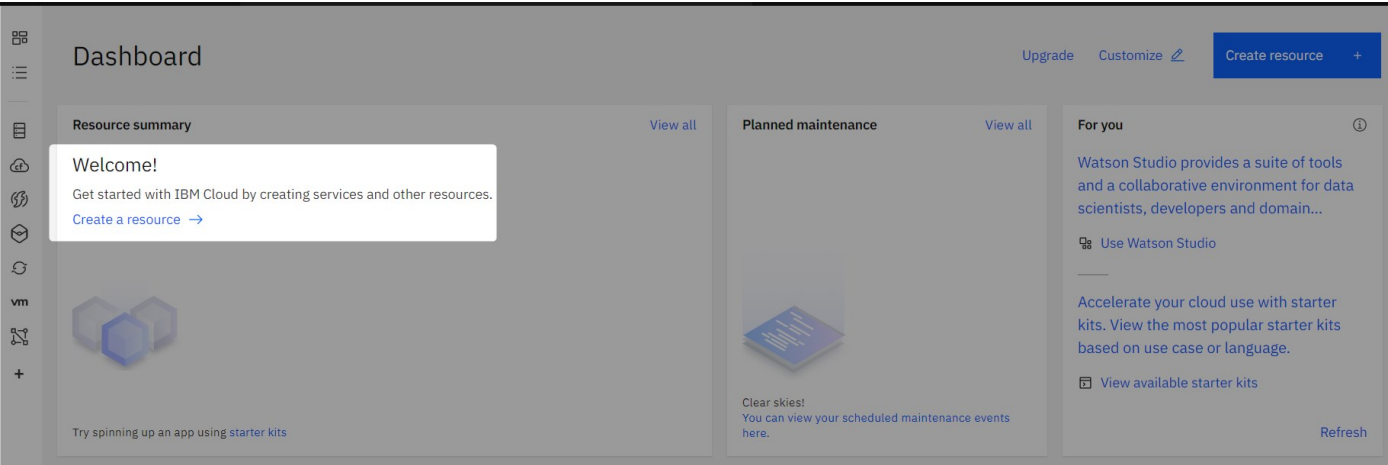 Dashboard
Upgrade
Customize
Create resource +
Resource summary
View all
Welcome!
Get started with IBM Cloud by creating services and other resources.
Create a resource →
Try spinning up an app using starter kits
Planned maintenance
View all
Clear skies!
You can view your scheduled maintenance events
here.
For you
Watson Studio provides a suite of tools
and a collaborative environment for data
scientists, developers and domain...
Use Watson Studio
Accelerate your cloud use with starter
kits. View the most popular starter kits
based on use case or language.
View available starter kits
Refresh
cf
vm
+